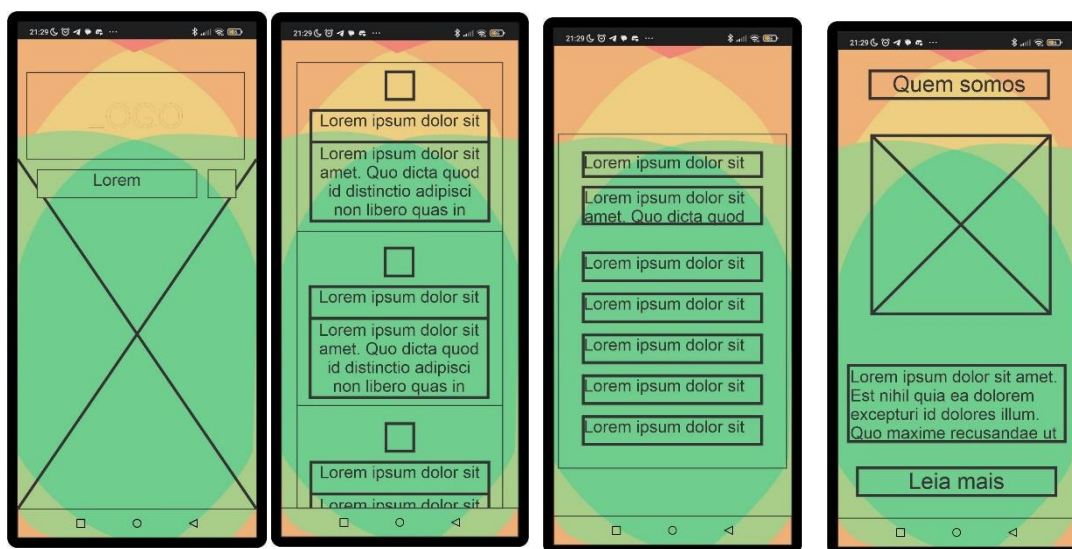 21:29
LOGO
Lorem
21:29
Lorem ipsum dolor sit
Lorem ipsum dolor sit
amet. Quo dicta quod
id distinctio adipisci
non libero quas in
Lorem ipsum dolor sit
Lorem ipsum dolor sit
amet. Quo dicta quod
id distinctio adipisci
non libero quas in
Lorem ipsum dolor sit
Lorem ipsum dolor sit
21:29
Lorem ipsum dolor sit
Lorem ipsum dolor sit
amet. Quo dicta quod
Lorem ipsum dolor sit
Lorem ipsum dolor sit
Lorem ipsum dolor sit
Lorem ipsum dolor sit
Lorem ipsum dolor sit
21:29
Quem somos
Lorem ipsum dolor sit amet.
Est nihil quia ea dolorem
excepturi id dolores illum.
Quo maxime recusandae ut
Leia mais